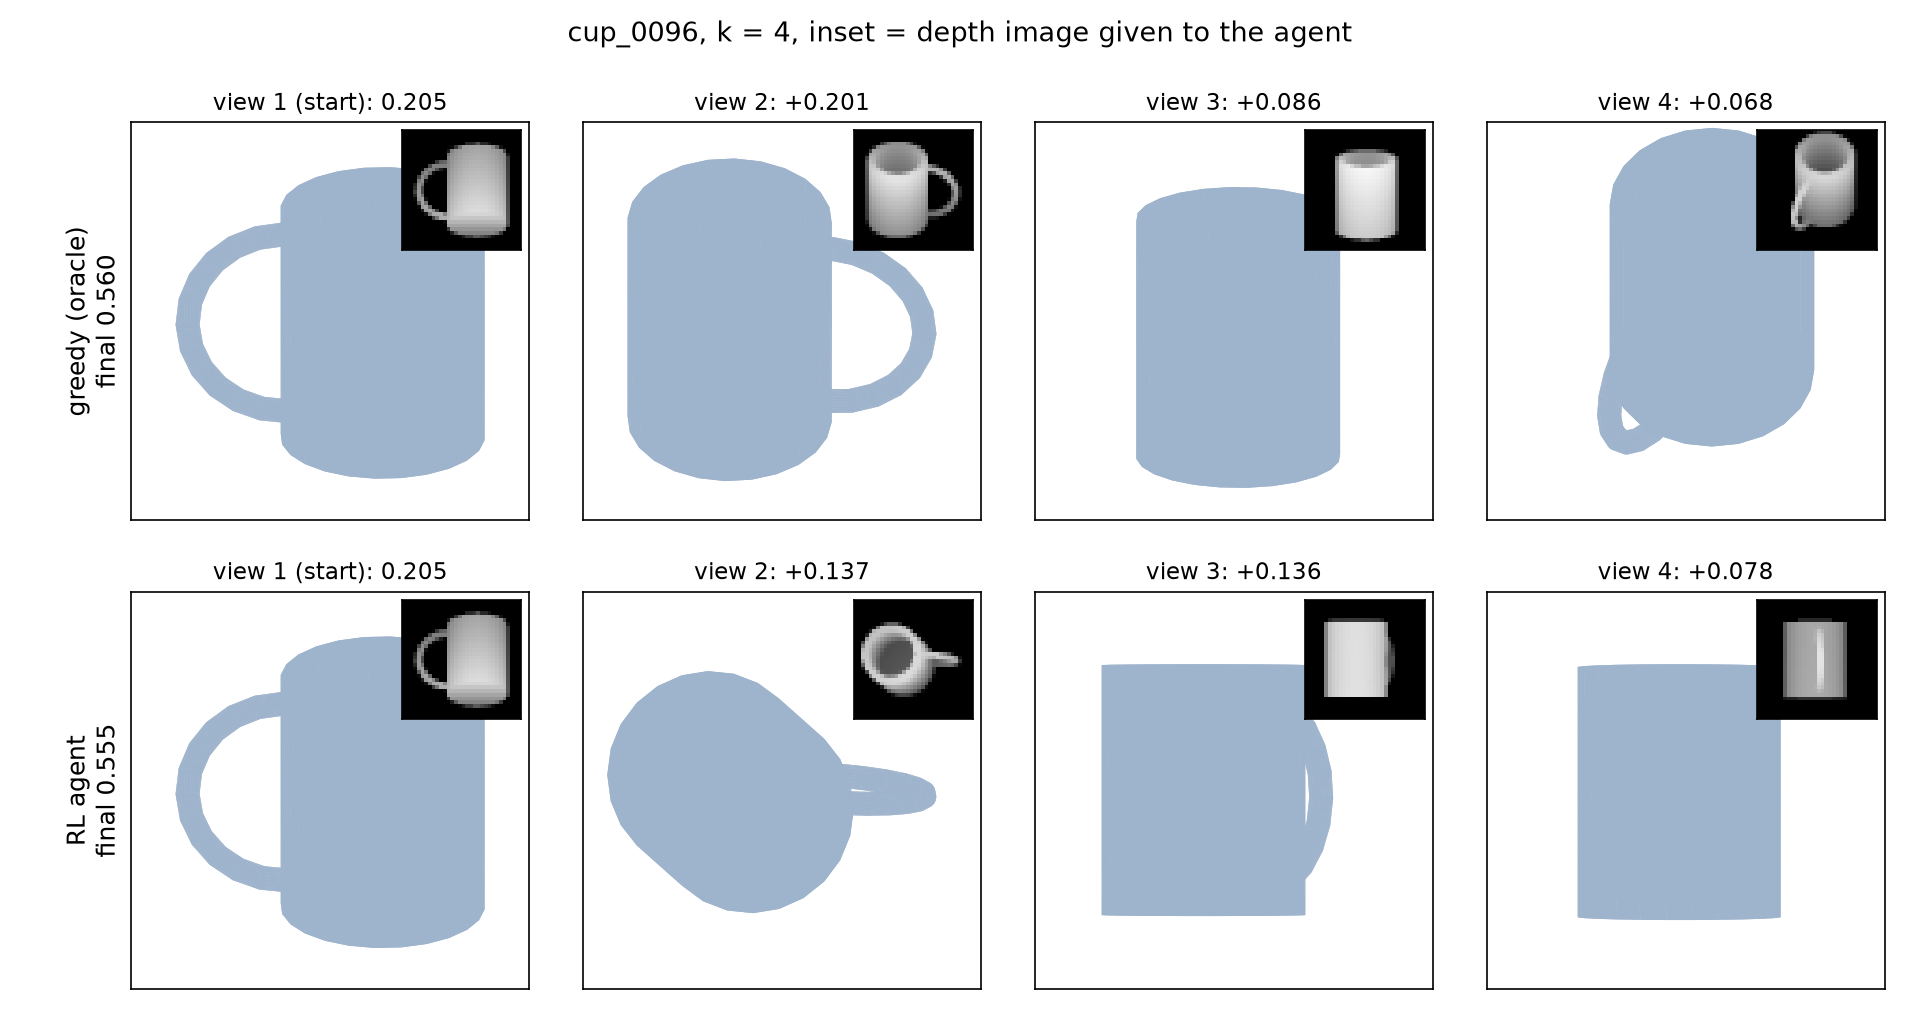 cup_0096, k = 4, inset = depth image given to the agent
greedy (oracle)
final 0.560
view 1 (start): 0.205
view 2: +0.201
view 3: +0.086
view 4: +0.068
RL agent
final 0.555
view 1 (start): 0.205
view 2: +0.137
view 3: +0.136
view 4: +0.078